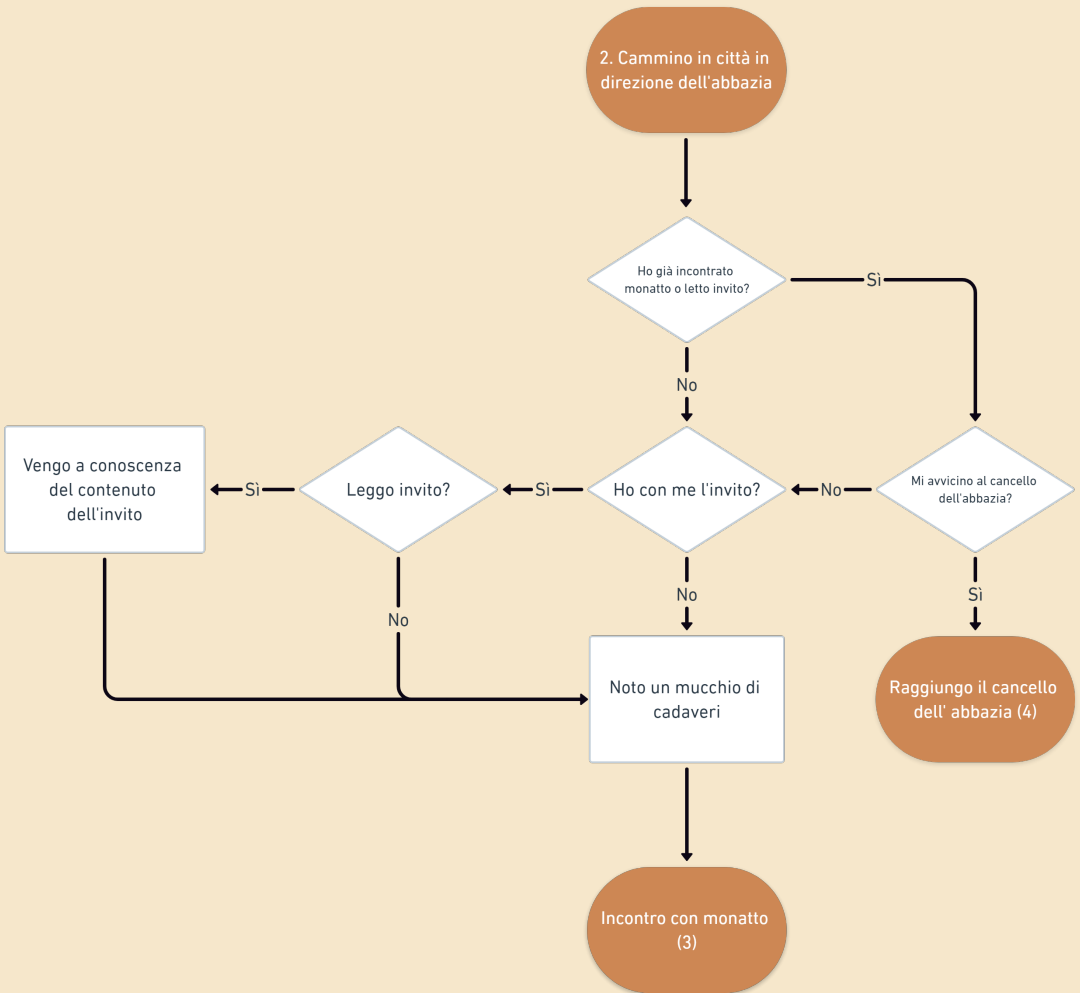 2. Cammino in città in
direzione dell'abbazia
Ho già incontrato
monatto o letto invito?
Sì
No
Vengo a conoscenza
del contenuto
dell'invito
Sì
Leggo invito?
Sì
Ho con me l'invito?
No
Mi avvicino al cancello
dell'abbazia?
No
No
Sì
Noto un mucchio di
cadaveri
Raggiungo il cancello
dell' abbazia (4)
Incontro con monatto
(3)